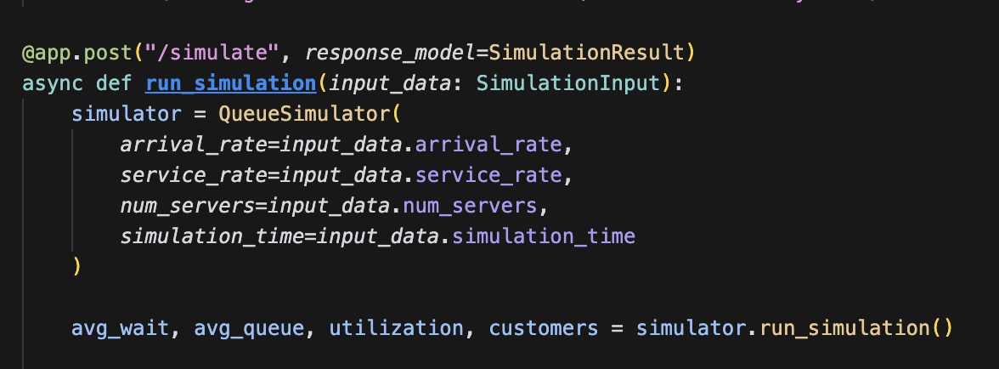 @app.post("/simulate", response_model=SimulationResult)
async def run_simulation(input_data: SimulationInput):
    simulator = QueueSimulator(
        arrival_rate=input_data.arrival_rate,
        service_rate=input_data.service_rate,
        num_servers=input_data.num_servers,
        simulation_time=input_data.simulation_time
    )
    avg_wait, avg_queue, utilization, customers = simulator.run_simulation()